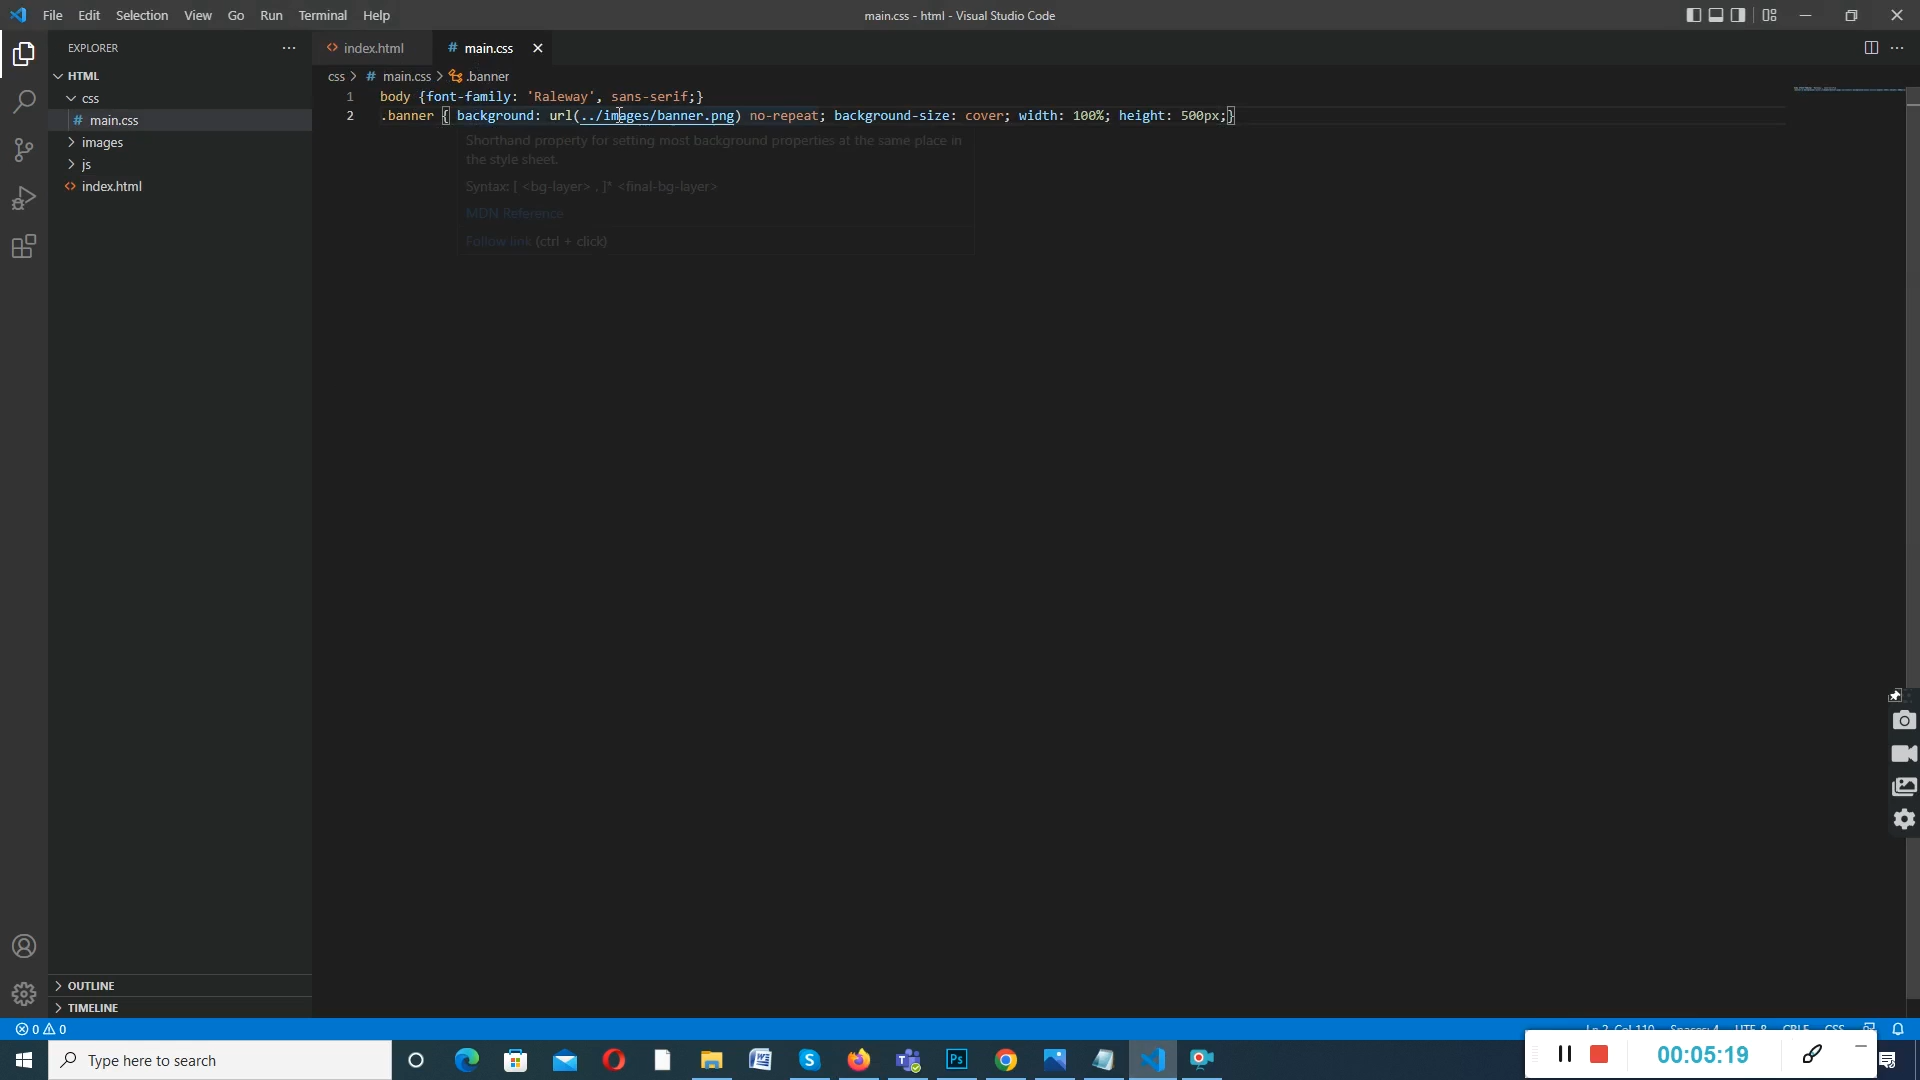 File Edit Selection View Go Run Terminal Help
main.css - html - Visual Studio Code
EXPLORER
HTML
css
main.css
images
js
index.html
OUTLINE
TIMELINE
index.html
main.css
css > main.css > .banner
1 body {font-family: 'Raleway', sans-serif;}
2 .banner { background: url(../images/banner.png) no-repeat; background-size: cover; width: 100%; height: 500px;}
Shorthand property for setting most background properties at the same place in
the style sheet.
Syntax: [ <bg-layer> , ]* <final-bg-layer>
MDN Reference
Follow link (ctrl + click)
0 0
Ln 2, Col 110 Spaces: 4 UTF-8 CRLF CSS
Type here to search
00:05:19